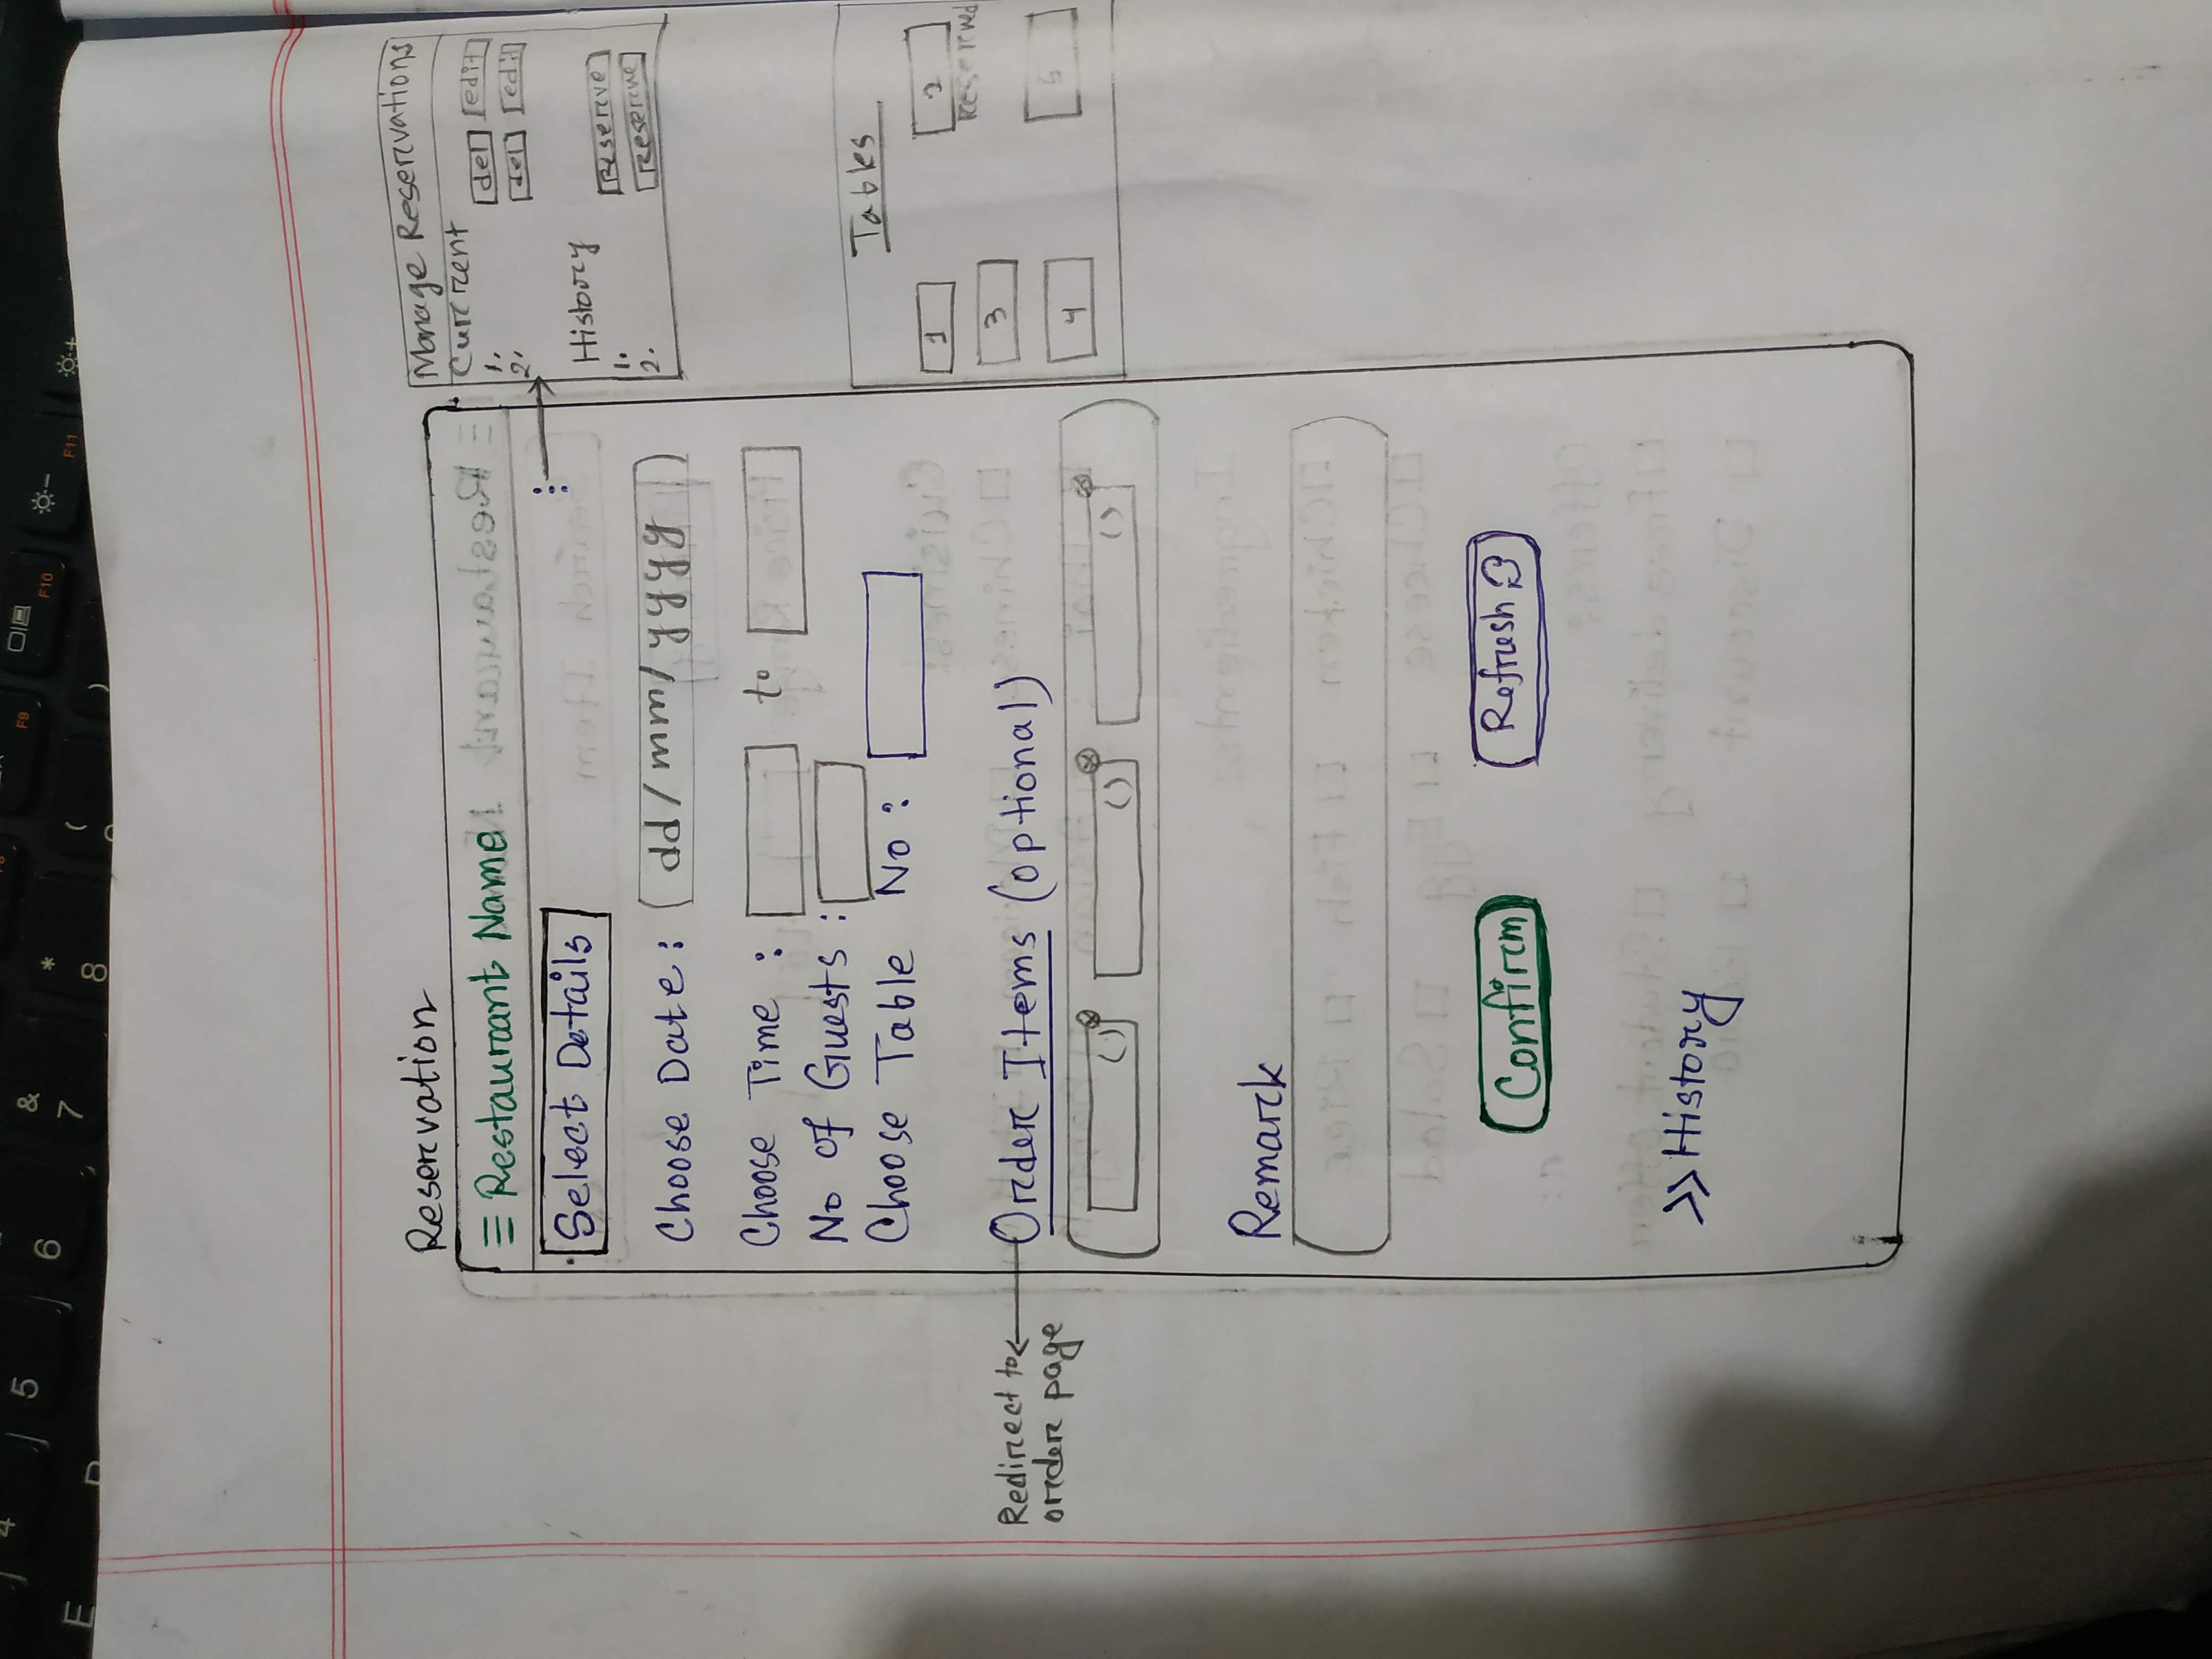 4
5
6
&
7
*
8
(
)
E
F9
F10
F11
Reservation
≡ Restaurant Name
Select Details
⋮
Choose Date: (dd/mm/yyyy)
Choose Time : to
No of Guests :
Choose Table No :
Order Items (optional)
( ) ⊗ ( ) ⊗ ( ) ⊗
Remark
Confirm
Refresh
>> History
Redirect to
order page
Manage Reservations
Current
1. del edit
2. del edit
History
1. Reserve
2. Reserve
Tables
1 2
Reserved
3
4 5